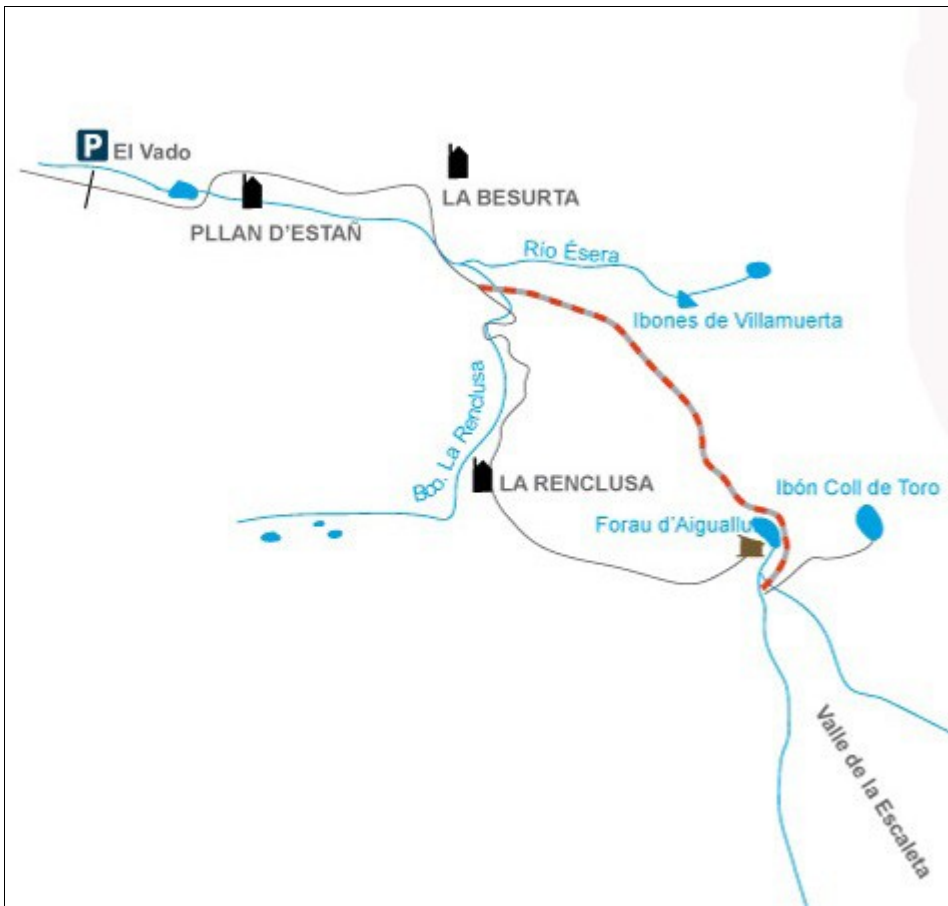 P El Vado
LA BESURTA
PLLAN D'ESTAÑ
Río Ésera
Ibones de Villamuerta
Bco. La Renclusa
LA RENCLUSA
Ibón Coll de Toro
Forau d'Aiguallu
Valle de la Escaleta